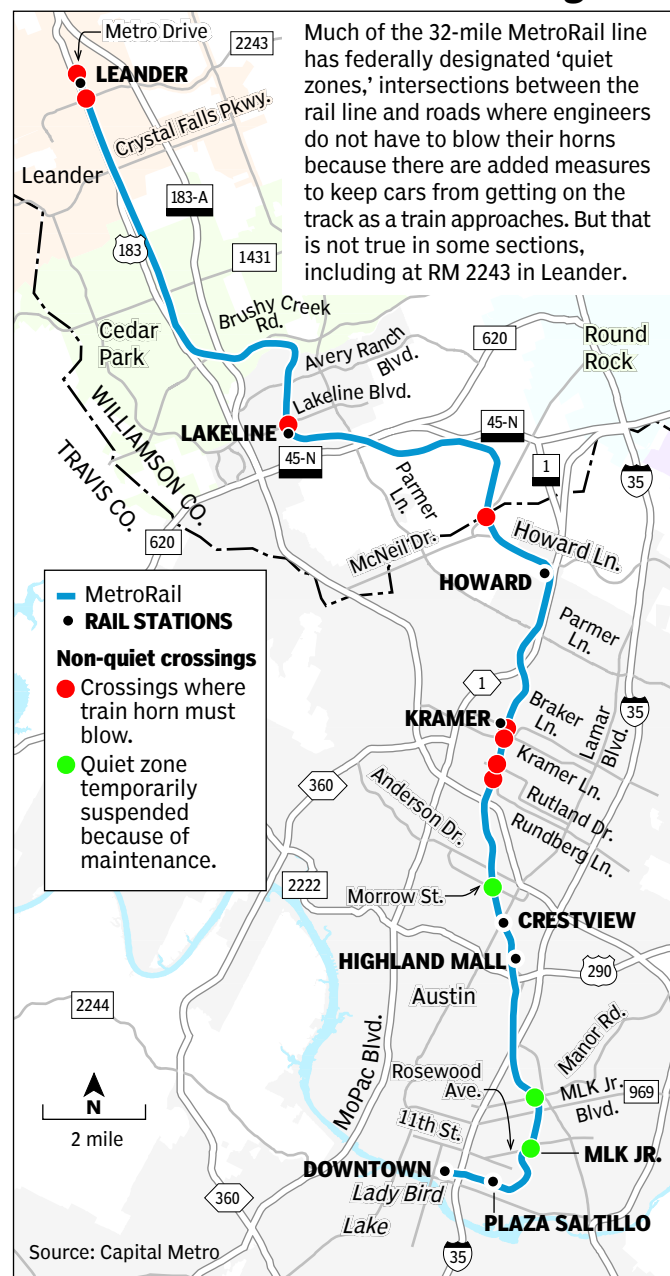 Metro Drive
2243
LEANDER
Crystal Falls Pkwy.
Leander
Much of the 32-mile MetroRail line
has federally designated ‘quiet
zones,’ intersections between the
rail line and roads where engineers
do not have to blow their horns
because there are added measures
to keep cars from getting on the
track as a train approaches. But that
is not true in some sections,
including at RM 2243 in Leander.
183-A
183
1431
Brushy Creek
Rd.
Cedar
Park
Avery Ranch
Blvd.
620
Round
Rock
Lakeline Blvd.
LAKELINE
45-N
45-N
1
35
WILLIAMSON CO.
TRAVIS CO.
Parmer
Ln.
620
McNeil Dr.
Howard Ln.
HOWARD
MetroRail
RAIL STATIONS
Non-quiet crossings
Crossings where
train horn must
blow.
Quiet zone
temporarily
suspended
because of
maintenance.
Parmer
Ln.
1
35
KRAMER
Braker
Ln.
Lamar
Blvd.
Kramer Ln.
360
Anderson Dr.
Rutland Dr.
Rundberg Ln.
2222
Morrow St.
CRESTVIEW
HIGHLAND MALL
290
Austin
2244
MoPac Blvd.
Manor Rd.
Rosewood
Ave.
MLK Jr.
Blvd.
969
N
2 mile
11th St.
MLK JR.
DOWNTOWN
Lady Bird
Lake
PLAZA SALTILLO
360
35
Source: Capital Metro